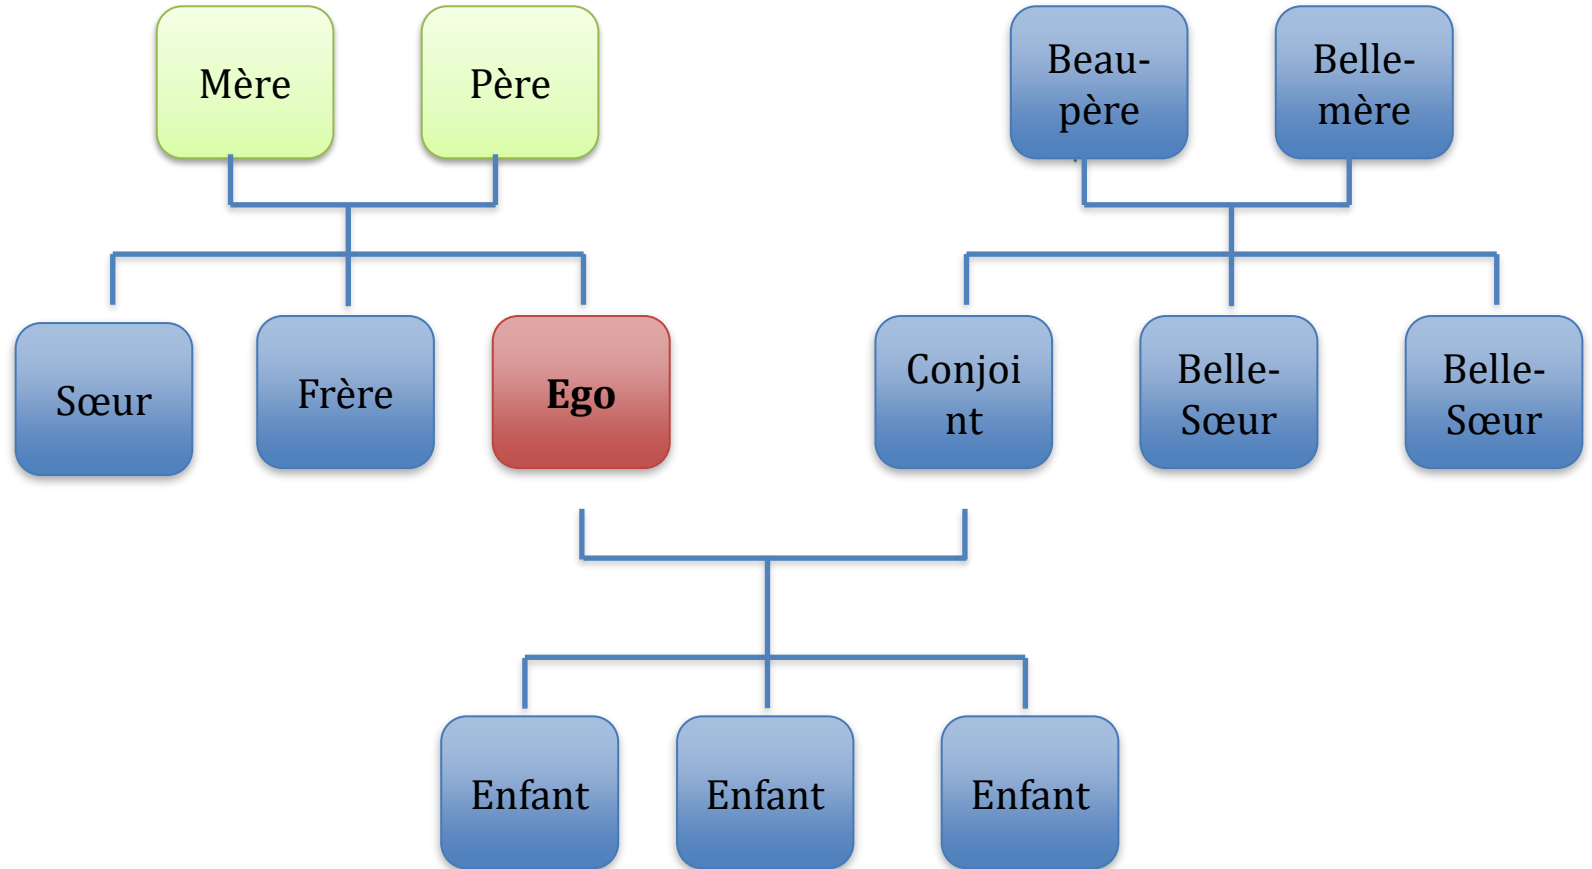 Mère
Père
Beau-
père
Belle-
mère
Sœur
Frère
Ego
Conjoi
nt
Belle-
Sœur
Belle-
Sœur
Enfant
Enfant
Enfant